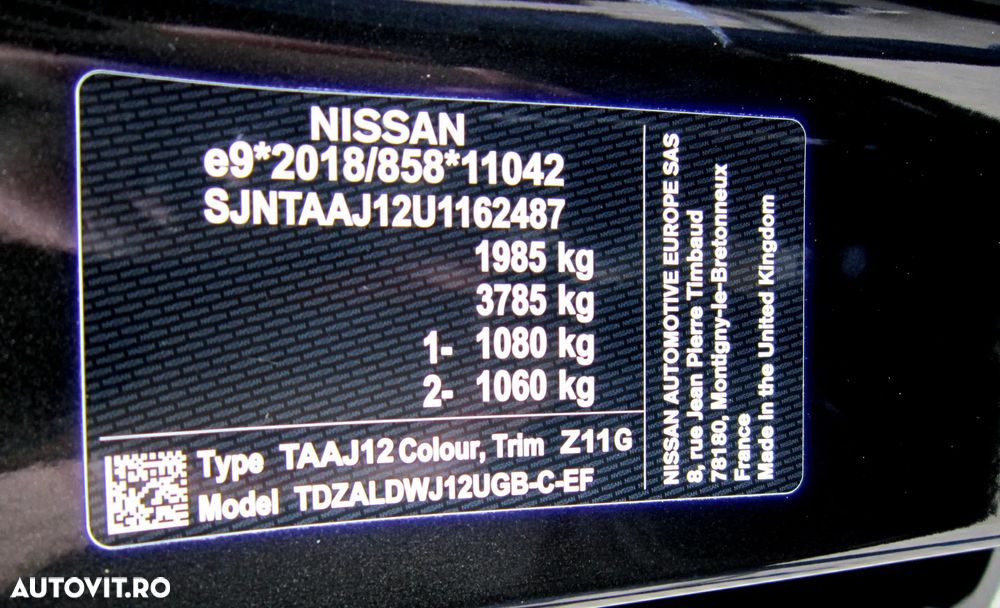 NISSAN
e9*2018/858*11042
SJNTAAJ12U1162487
1985 kg
3785 kg
1- 1080 kg
2- 1060 kg
Type TAAJ12 Colour, Trim Z11 G
Model TDZALDWJ12UGB-C-EF
NISSAN AUTOMOTIVE EUROPE SAS
8, rue Jean Pierre Timbaud
78180, Montigny-le-Bretonneux
France
Made in the United Kingdom
AUTOVIT.RO